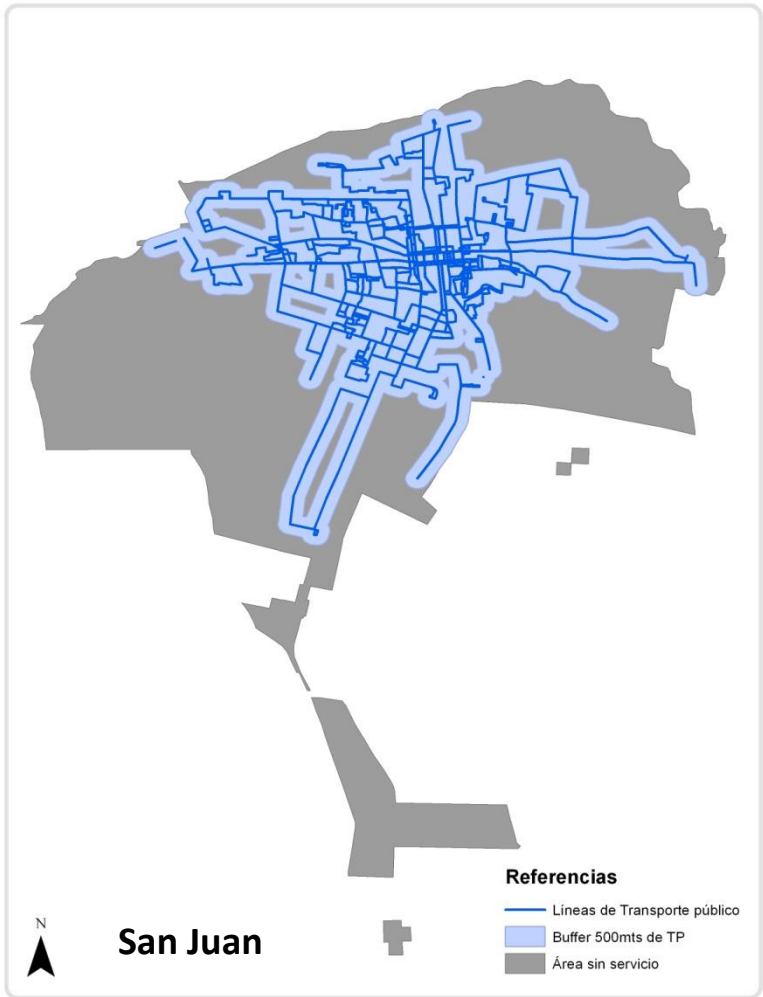 Referencias
Líneas de Transporte público
Buffer 500mts de TP
Área sin servicio
N
San Juan